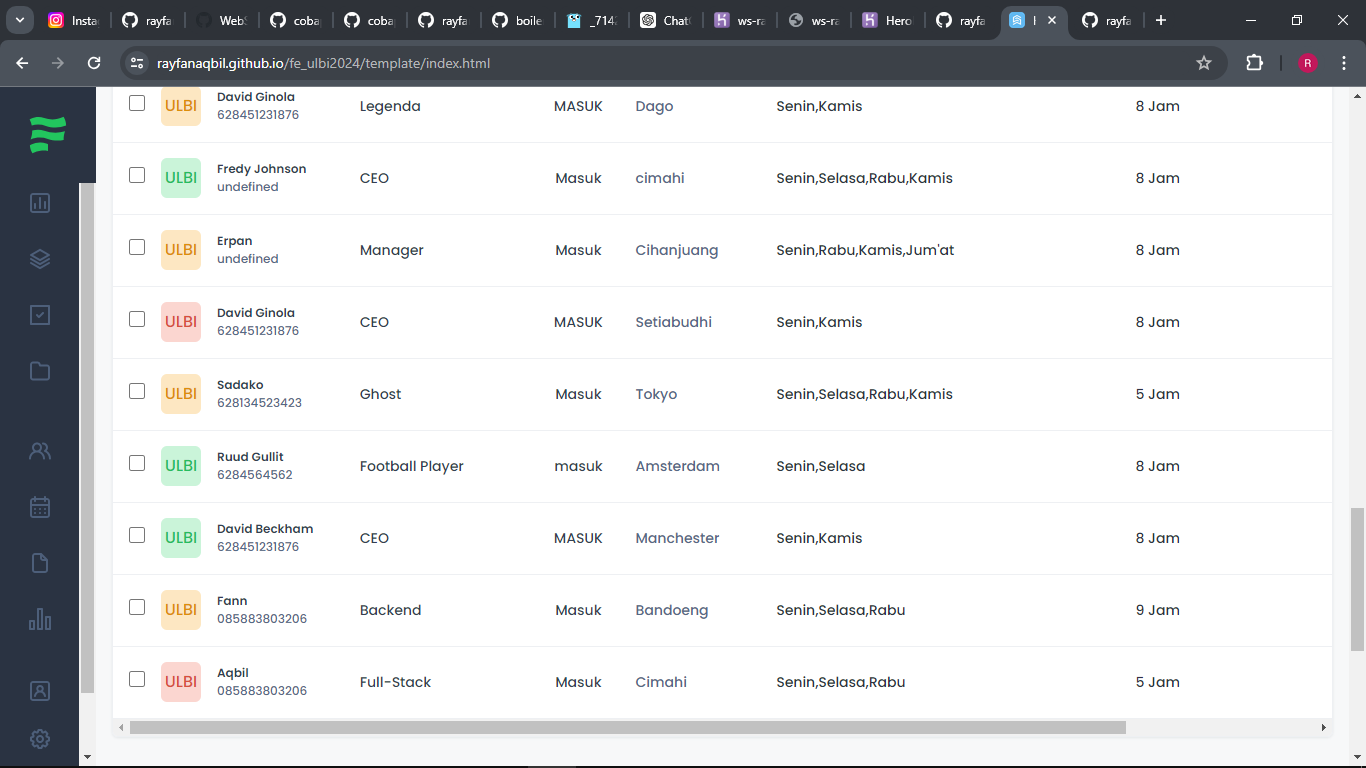 Insta
rayfa
WebS
coba
coba
rayfa
boile
_714
Chat
ws-ra
ws-ra
Hero
rayfa
rayfa
rayfanaqbil.github.io/fe_ulbi2024/template/index.html
R
ULBI David Ginola Legenda MASUK Dago Senin,Kamis 8 Jam
628451231876
ULBI Fredy Johnson CEO Masuk cimahi Senin,Selasa,Rabu,Kamis 8 Jam
undefined
ULBI Erpan Manager Masuk Cihanjuang Senin,Rabu,Kamis,Jum'at 8 Jam
undefined
ULBI David Ginola CEO MASUK Setiabudhi Senin,Kamis 8 Jam
628451231876
ULBI Sadako Ghost Masuk Tokyo Senin,Selasa,Rabu,Kamis 5 Jam
628134523423
ULBI Ruud Gullit Football Player masuk Amsterdam Senin,Selasa 8 Jam
6284564562
ULBI David Beckham CEO MASUK Manchester Senin,Kamis 8 Jam
628451231876
ULBI Fann Backend Masuk Bandoeng Senin,Selasa,Rabu 9 Jam
085883803206
ULBI Aqbil Full-Stack Masuk Cimahi Senin,Selasa,Rabu 5 Jam
085883803206